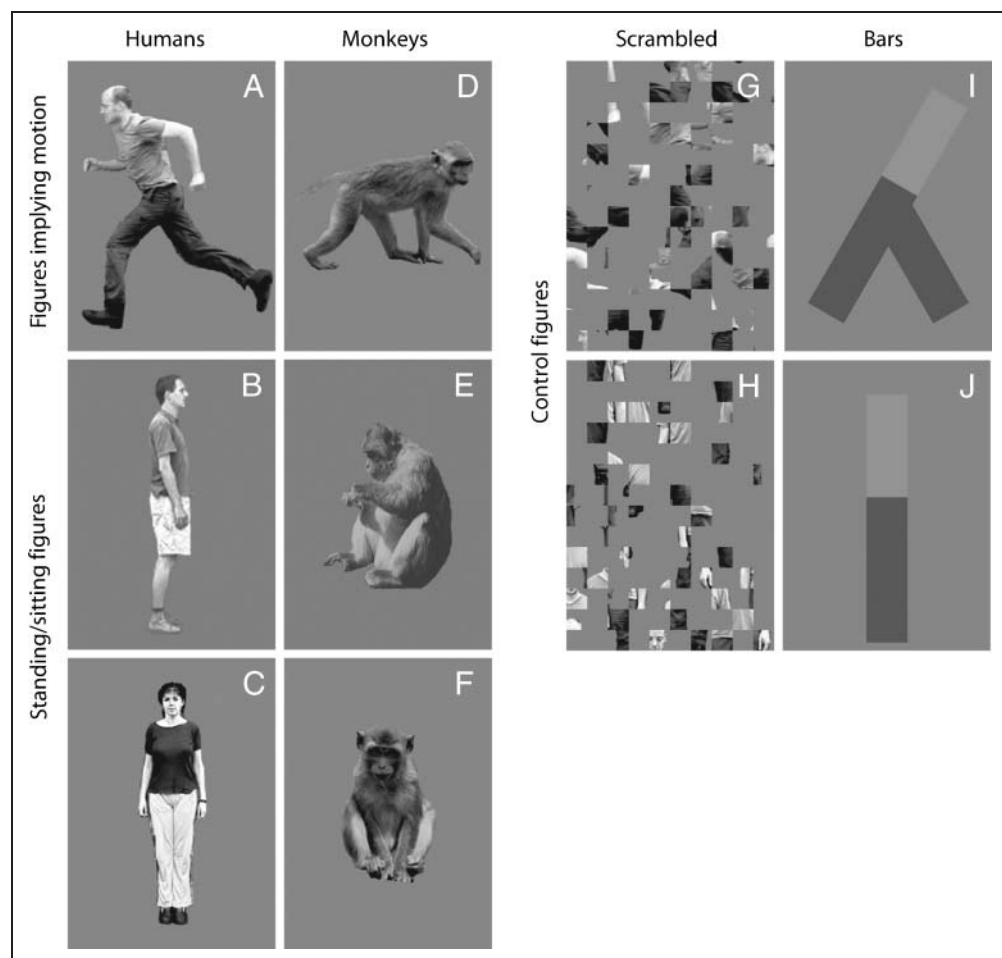 Humans
Monkeys
Scrambled
Bars
Figures implying motion
Standing/sitting figures
Control figures
A
D
G
I
B
E
H
J
C
F